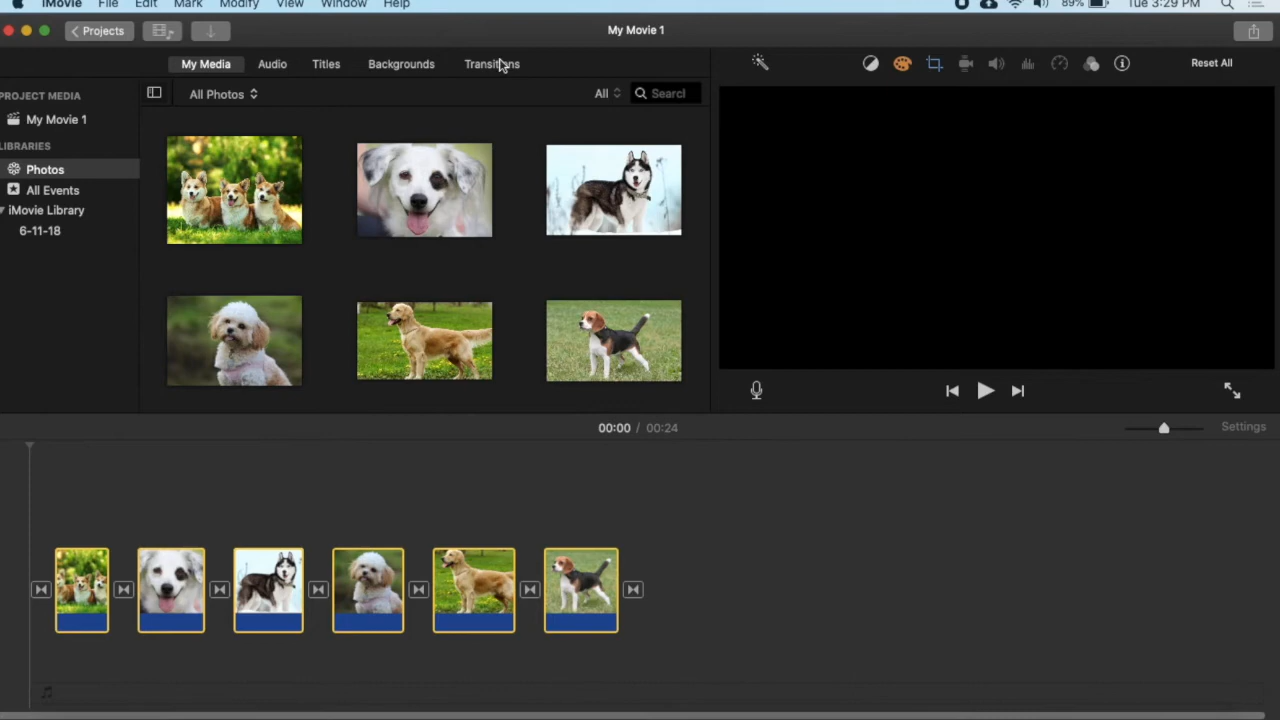 iMovie File Edit Mark Modify View Window Help 89% Tue 3:29 PM
Projects My Movie 1
My Media Audio Titles Backgrounds Transitions Reset All
PROJECT MEDIA All Photos All Search
My Movie 1
LIBRARIES
Photos
All Events
iMovie Library
6-11-18
00:00 / 00:24 Settings